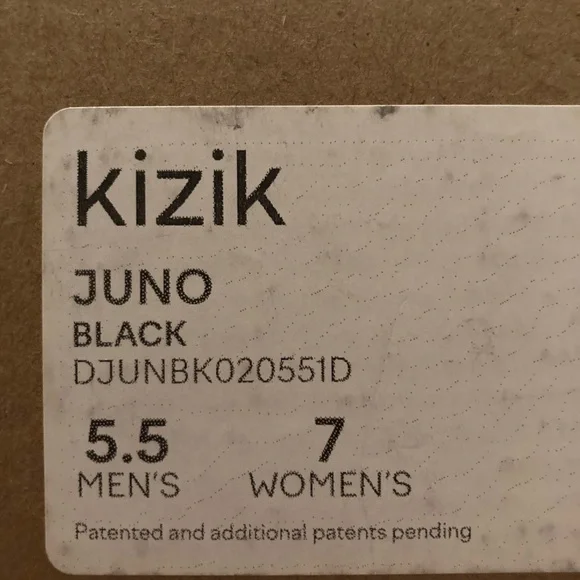 kizik
JUNO
BLACK
DJUNBK020551D
5.5 7
MEN'S WOMEN'S
Patented and additional patents pending